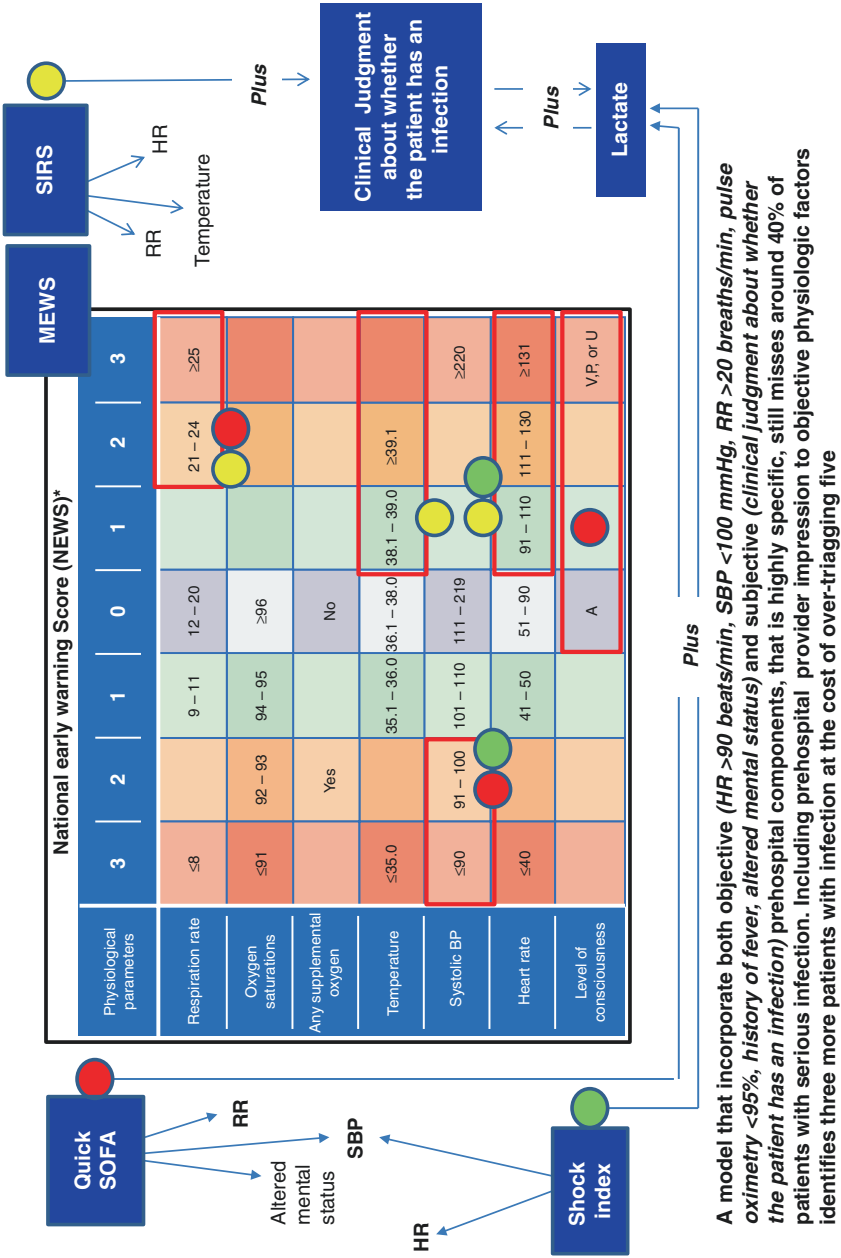 National early warning Score (NEWS)*
MEWS
SIRS
RR
Temperature
HR
Plus
Clinical Judgment
about whether
the patient has an
infection
Plus
Lactate
Quick
SOFA
Altered
mental
status
SBP
RR
HR
Shock
index
Physiological
parameters
3 2 1 0 1 2 3
Respiration rate ≤8 9 – 11 12 – 20 21 – 24 ≥25
Oxygen
saturations
≤91 92 – 93 94 – 95 ≥96
Any supplemental
oxygen
Yes No
Temperature ≤35.0 35.1 – 36.0 36.1 – 38.0 38.1 – 39.0 ≥39.1
Systolic BP ≤90 91 – 100 101 – 110 111 – 219 ≥220
Heart rate ≤40 41 – 50 51 – 90 91 – 110 111 – 130 ≥131
Level of
consciousness
A V,P, or U
Plus
A model that incorporate both objective (HR >90 beats/min, SBP <100 mmHg, RR >20 breaths/min, pulse
oximetry <95%, history of fever, altered mental status) and subjective (clinical judgment about whether
the patient has an infection) prehospital components, that is highly specific, still misses around 40% of
patients with serious infection. Including prehospital provider impression to objective physiologic factors
identifies three more patients with infection at the cost of over-triagging five